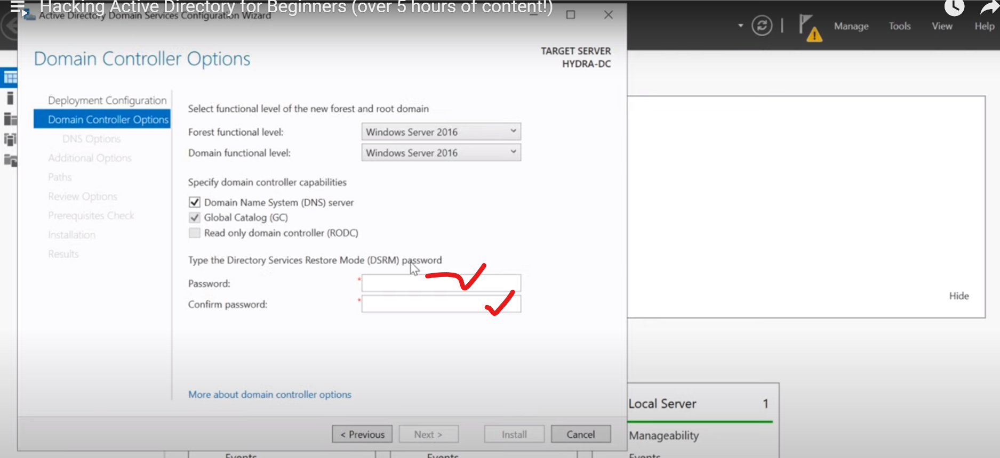 Hacking Active Directory for Beginners (over 5 hours of content!)
Active Directory Domain Services Configuration Wizard
Manage Tools View Help
Domain Controller Options
TARGET SERVER
HYDRA-DC
Deployment Configuration
Domain Controller Options
DNS Options
Additional Options
Paths
Review Options
Prerequisites Check
Installation
Results
Select functional level of the new forest and root domain
Forest functional level: Windows Server 2016
Domain functional level: Windows Server 2016
Specify domain controller capabilities
Domain Name System (DNS) server
Global Catalog (GC)
Read only domain controller (RODC)
Type the Directory Services Restore Mode (DSRM) password
Password: *
Confirm password: *
More about domain controller options
< Previous Next > Install Cancel
Hide
Local Server 1
Manageability
Events Events Events